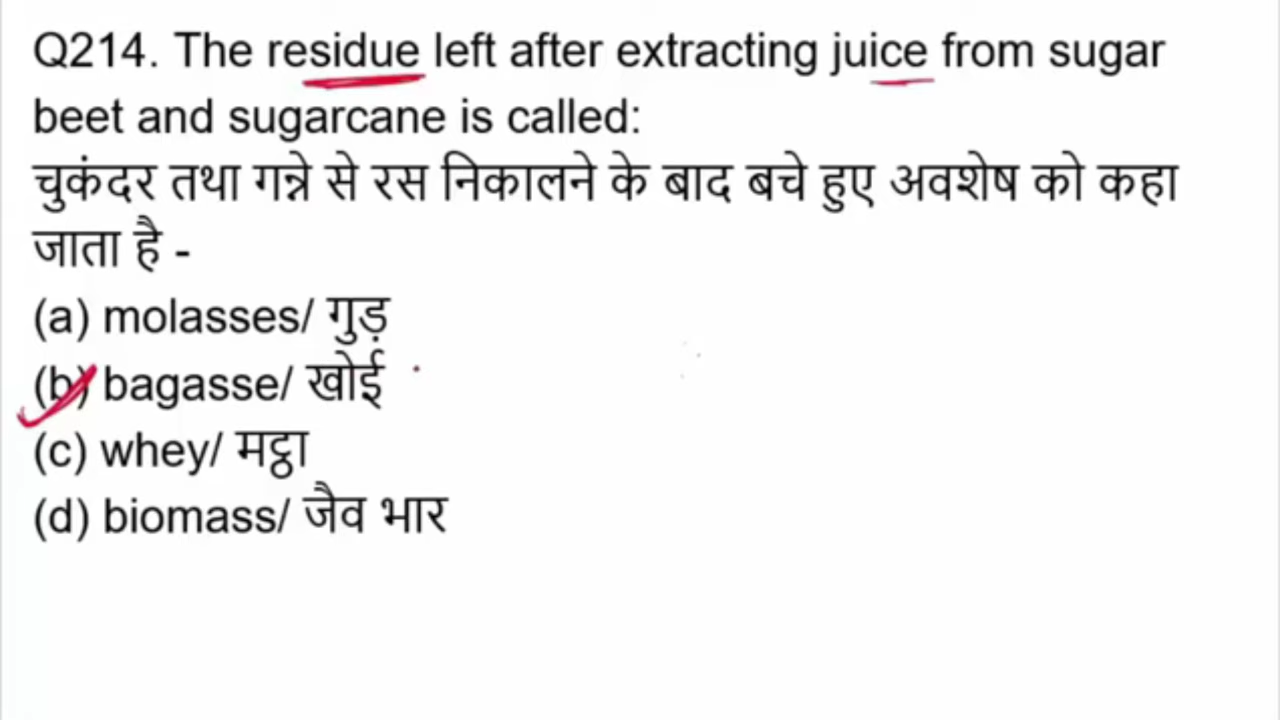 Q214. The residue left after extracting juice from sugar
beet and sugarcane is called:
चुकंदर तथा गन्ने से रस निकालने के बाद बचे हुए अवशेष को कहा
जाता है -
(a) molasses/ गुड़
(b) bagasse/ खोई
(c) whey/ मट्ठा
(d) biomass/ जैव भार